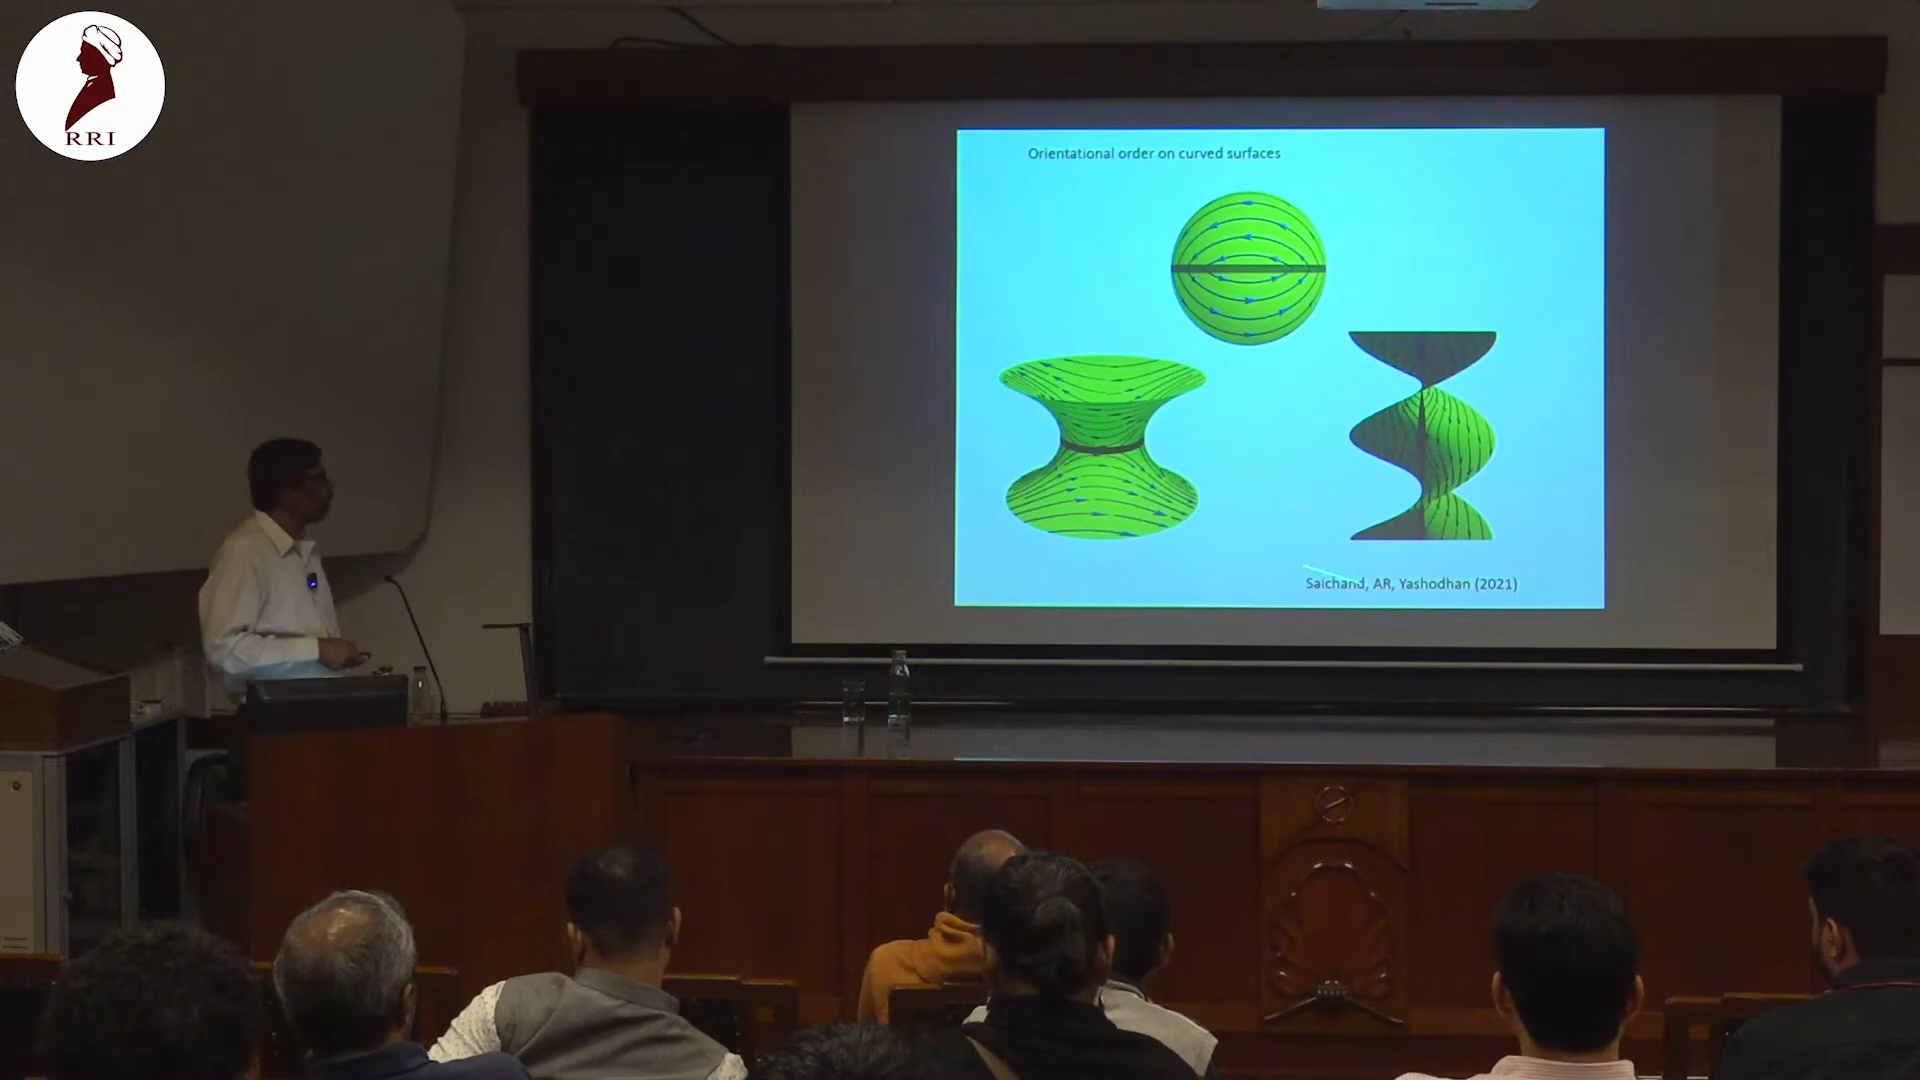 RRI
Orientational order on curved surfaces
Saichand, AR, Yashodhan (2021)